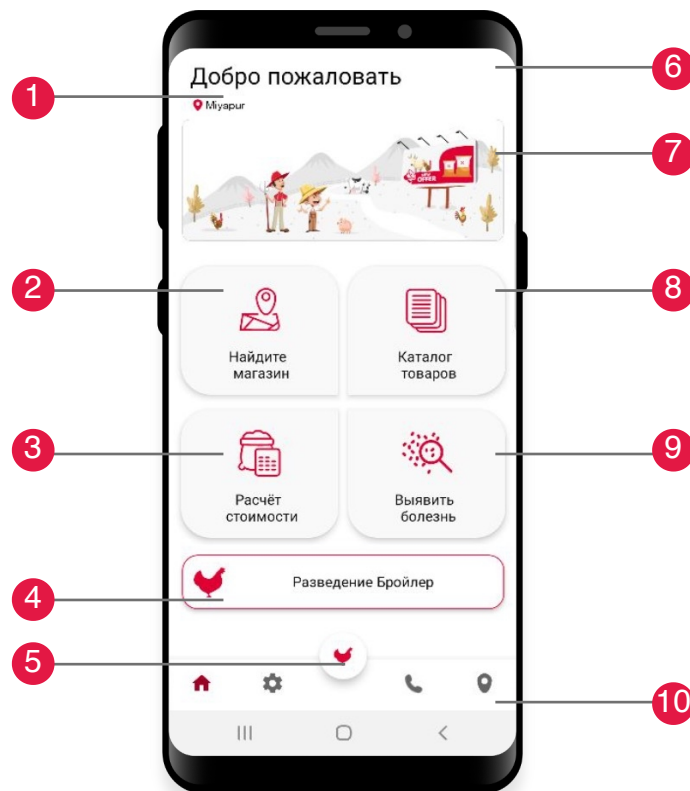 Добро пожаловать
6
1
Miyapur
7
OFFER
2
8
Найдите
магазин
Каталог
товаров
3
9
Расчёт
стоимости
Выявить
болезнь
4
Разведение Бройлер
5
10